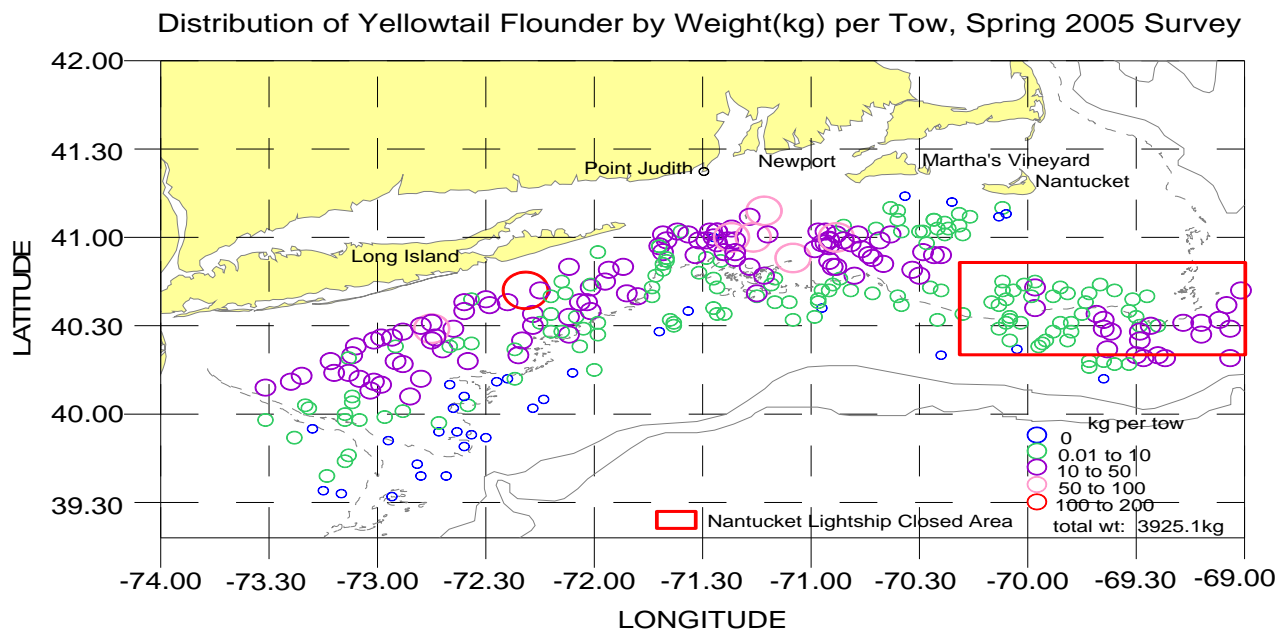 Distribution of Yellowtail Flounder by Weight(kg) per Tow, Spring 2005 Survey
42.00
41.30
41.00
40.30
40.00
39.30
LATITUDE
Point Judith
Newport
Martha's Vineyard
Nantucket
Long Island
kg per tow
0
0.01 to 10
10 to 50
50 to 100
100 to 200
total wt: 3925.1kg
Nantucket Lightship Closed Area
-74.00 -73.30 -73.00 -72.30 -72.00 -71.30 -71.00 -70.30 -70.00 -69.30 -69.00
LONGITUDE